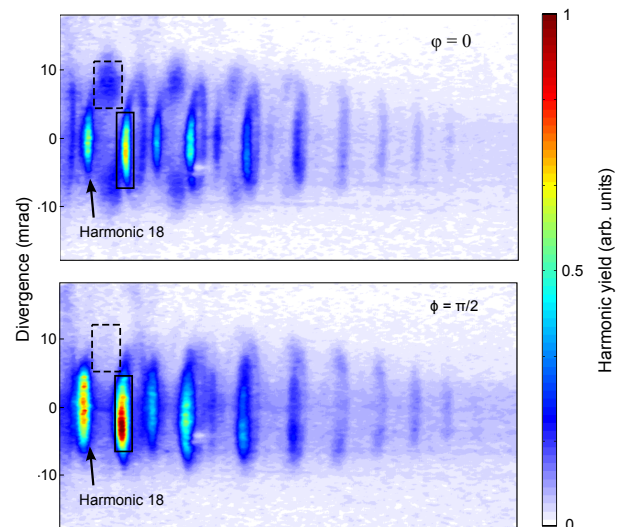 φ = 0
10
0
-10
Harmonic 18
Divergence (mrad)
ϕ = π/2
10
0
-10
Harmonic 18
1
0.5
0
Harmonic yield (arb. units)